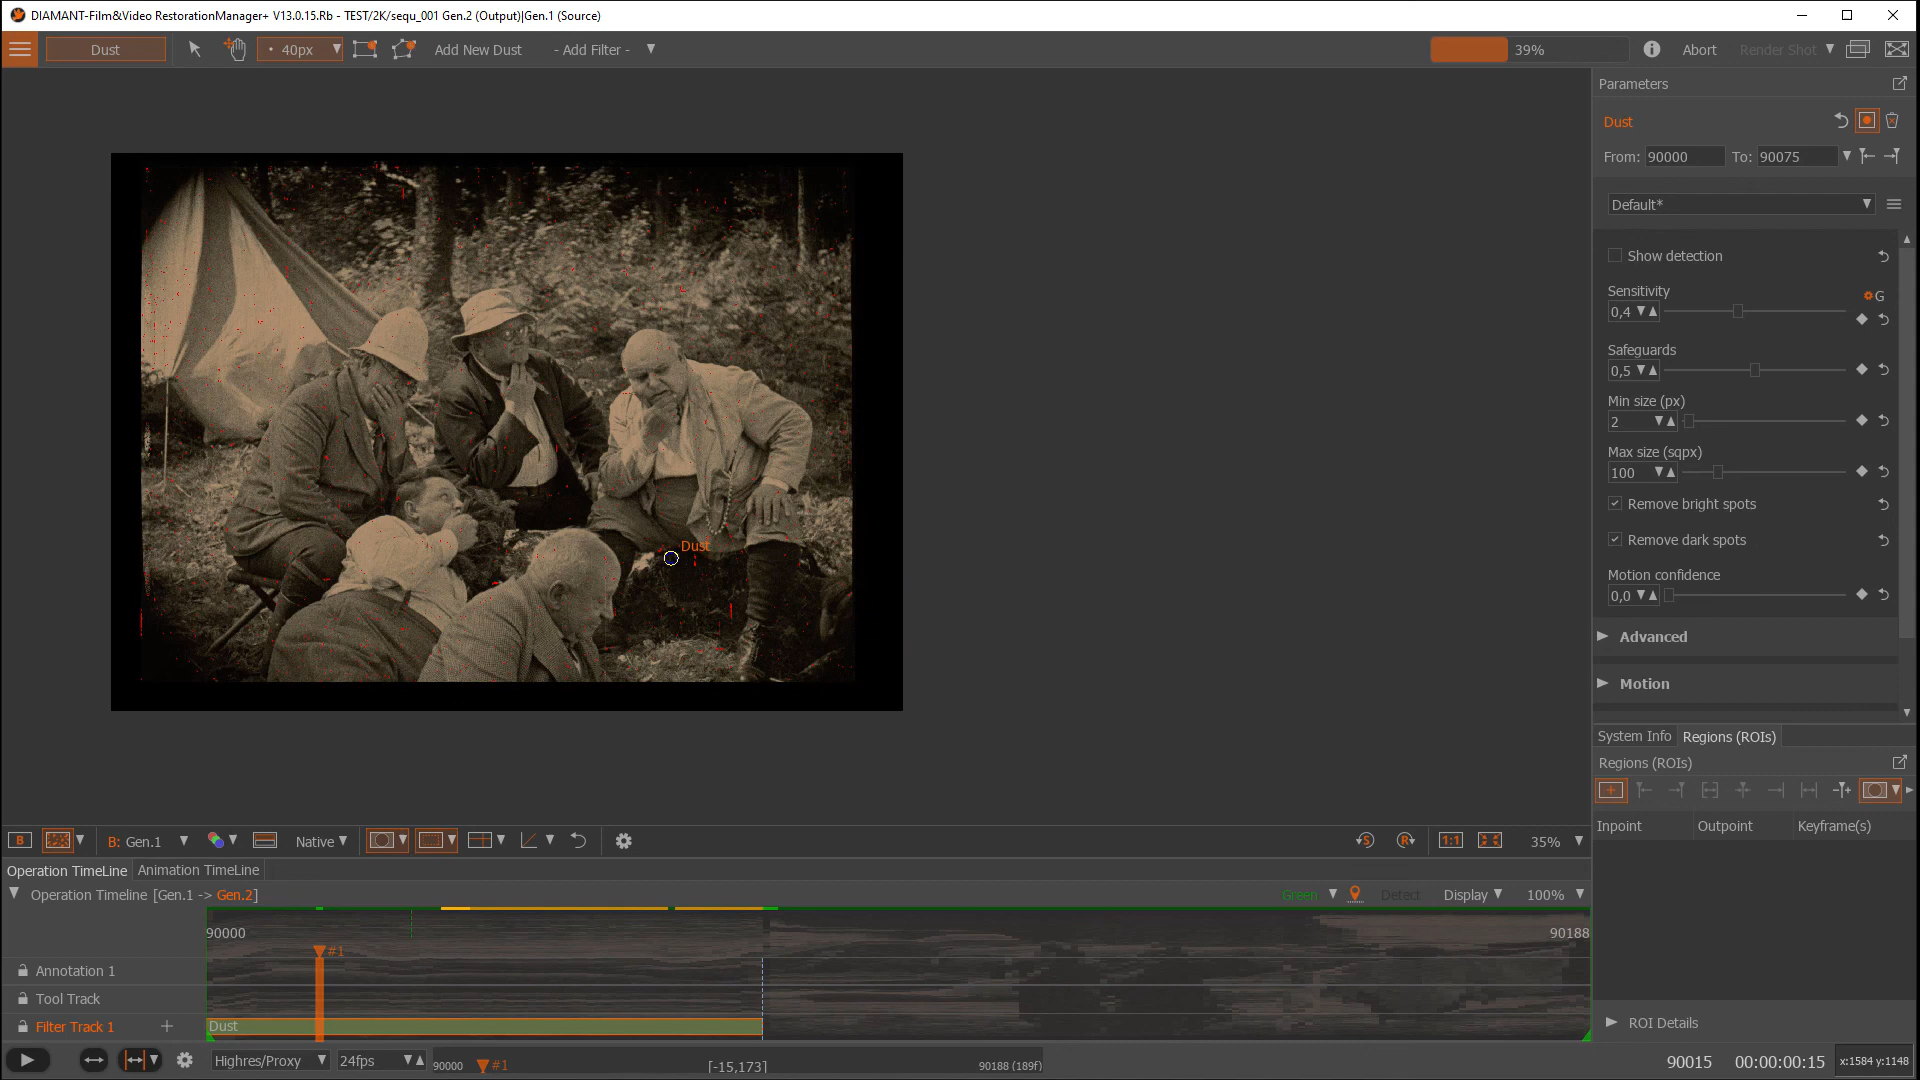 DIAMANT-Film&Video RestorationManager+ V13.0.15.Rb - TEST/2K/sequ_001 Gen.2 (Output)|Gen.1 (Source)
Dust
40px
Add New Dust
- Add Filter -
39%
Abort
Render Shot
Parameters
Dust
From: 90000 To: 90075
Default*
Show detection
Sensitivity
G
0,4
Safeguards
0,5
Min size (px)
2
Max size (sqpx)
100
Remove bright spots
Remove dark spots
Motion confidence
0,0
Advanced
Motion
Dust
System Info
Regions (ROIs)
Regions (ROIs)
Inpoint Outpoint Keyframe(s)
ROI Details
B
B: Gen.1
Native
S
R
1:1
35%
Operation TimeLine
Animation TimeLine
Operation Timeline [Gen.1 -> Gen.2]
Green
Detect
Display
100%
90000
90188
#1
Annotation 1
Tool Track
Filter Track 1
Dust
Highres/Proxy
24fps
90000
#1
[-15,173]
90188 (189f)
90015
00:00:00:15
x:1584 y:1148